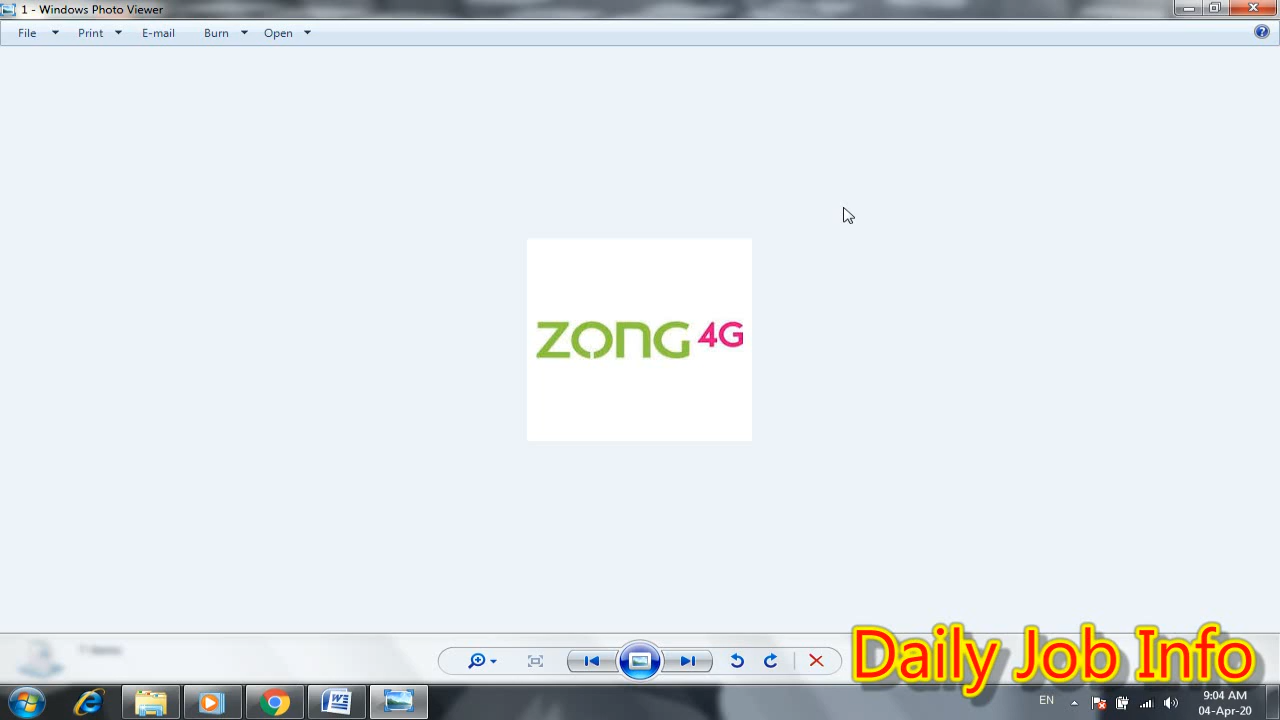 1 - Windows Photo Viewer
File Print E-mail Burn Open
ZONG 4G
Daily Job Info
EN
9:04 AM
04-Apr-20